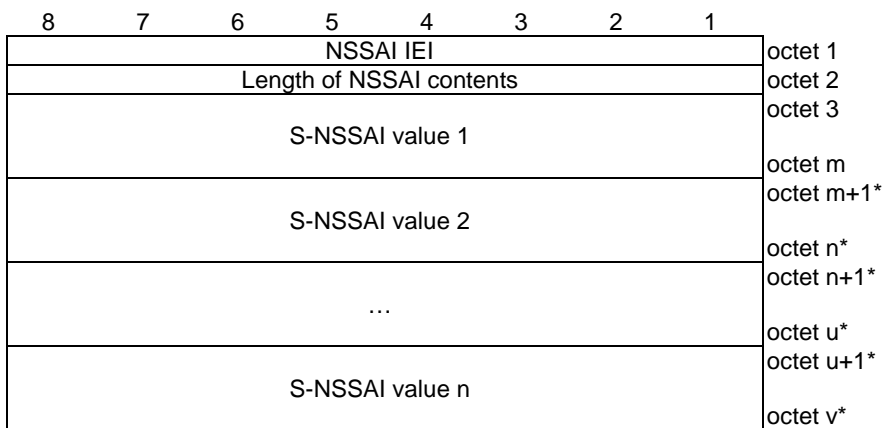 8 7 6 5 4 3 2 1
NSSAI IEI octet 1
Length of NSSAI contents octet 2
octet 3
S-NSSAI value 1
octet m
octet m+1*
S-NSSAI value 2
octet n*
octet n+1*
…
octet u*
octet u+1*
S-NSSAI value n
octet v*